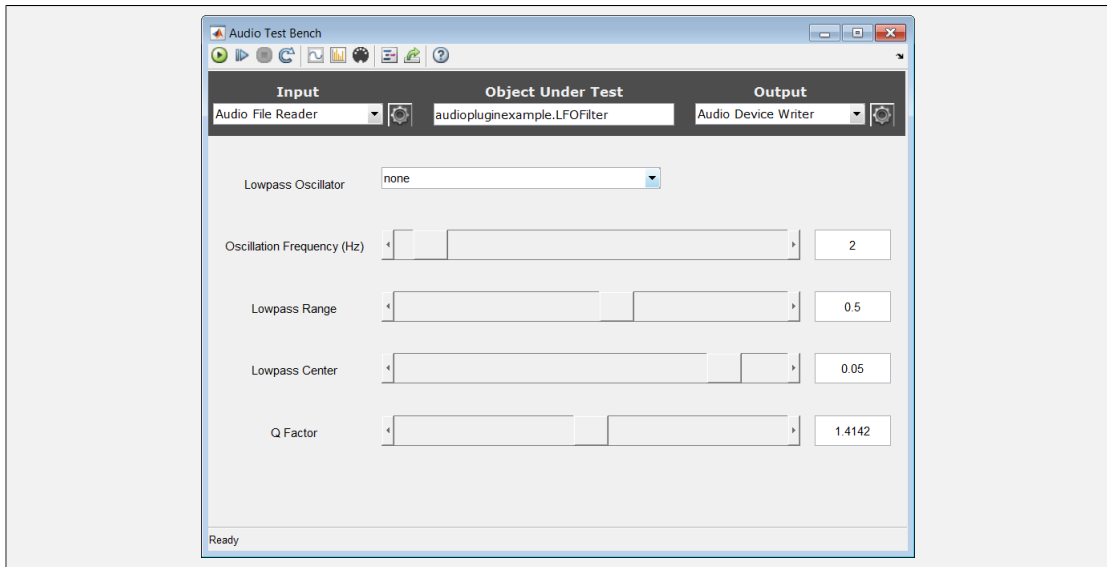 Audio Test Bench
Input Object Under Test Output
Audio File Reader audiopluginexample.LFOFilter Audio Device Writer
Lowpass Oscillator none
Oscillation Frequency (Hz) 2
Lowpass Range 0.5
Lowpass Center 0.05
Q Factor 1.4142
Ready